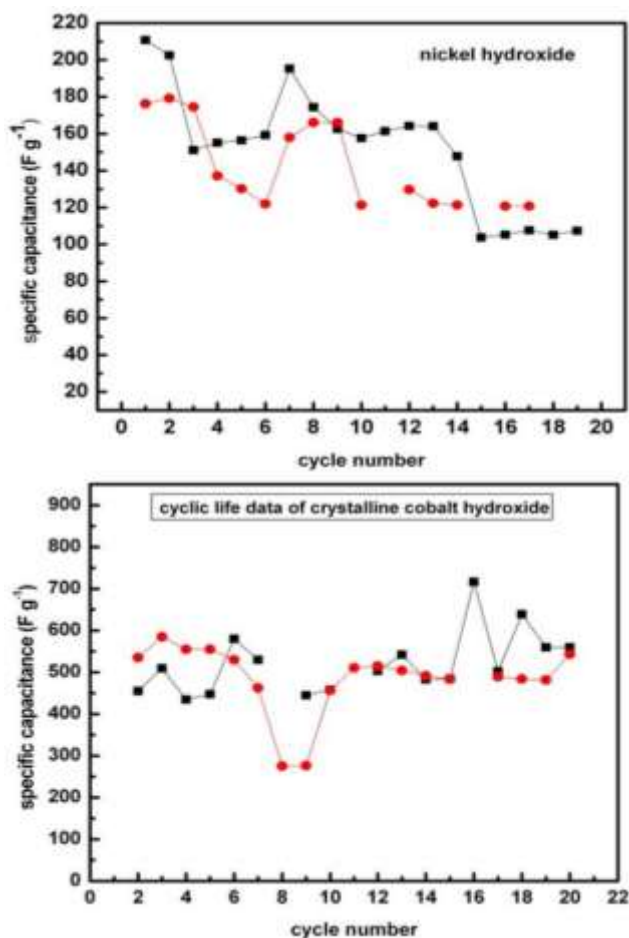 220
200
180
160
140
120
100
80
60
40
20
specific capacitance (F g⁻¹)
nickel hydroxide
0 2 4 6 8 10 12 14 16 18 20
cycle number
900
800
700
600
500
400
300
200
100
0
specific capacitance (F g⁻¹)
cyclic life data of crystalline cobalt hydroxide
0 2 4 6 8 10 12 14 16 18 20 22
cycle number